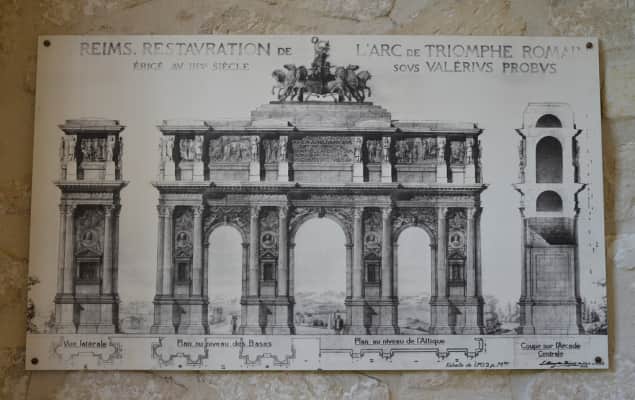 REIMS. RESTAVRATION DE L'ARC DE TRIOMPHE ROMAIN
ÉRIGÉ AV IIIe SIÈCLE SOVS VALÉRIVS PROBVS
Vue latérale
Plan au niveau des Bases
Plan au niveau de l'Attique
Coupe sur l'Arcade
Centrale